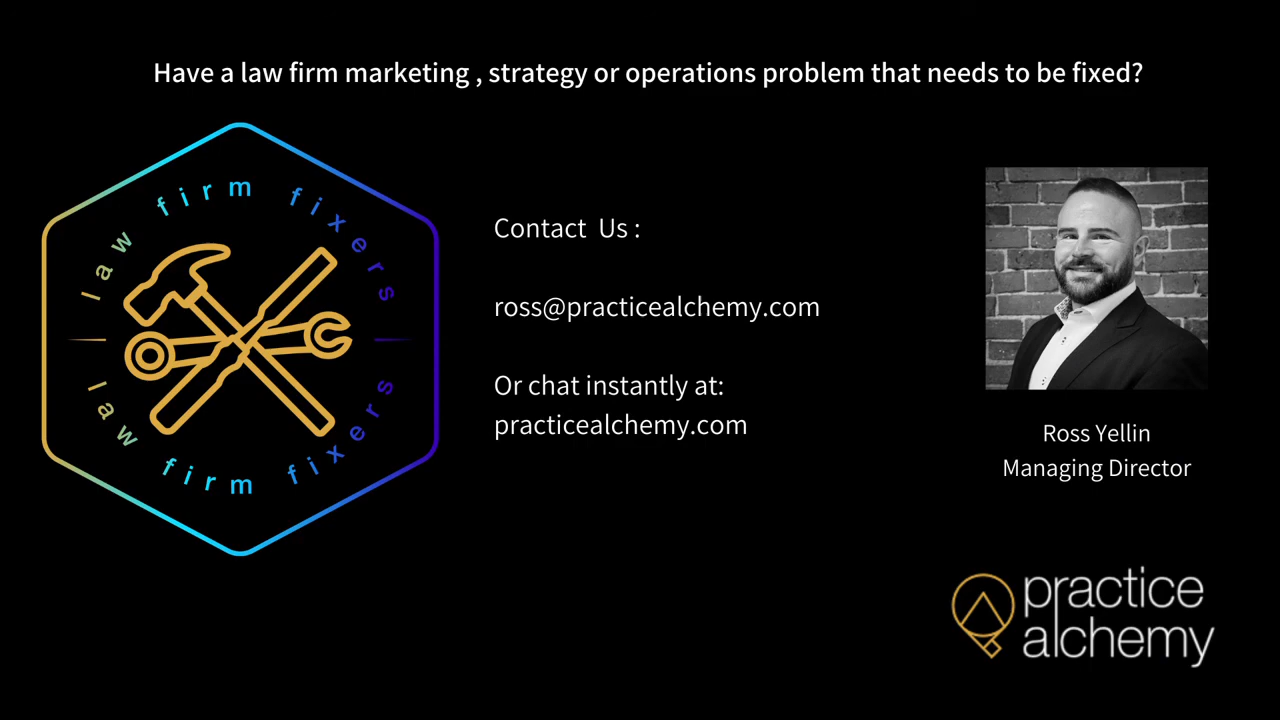 Have a law firm marketing , strategy or operations problem that needs to be fixed?
law firm fixers
law firm fixers
Contact Us :
ross@practicealchemy.com
Or chat instantly at:
practicealchemy.com
Ross Yellin
Managing Director
practice
alchemy